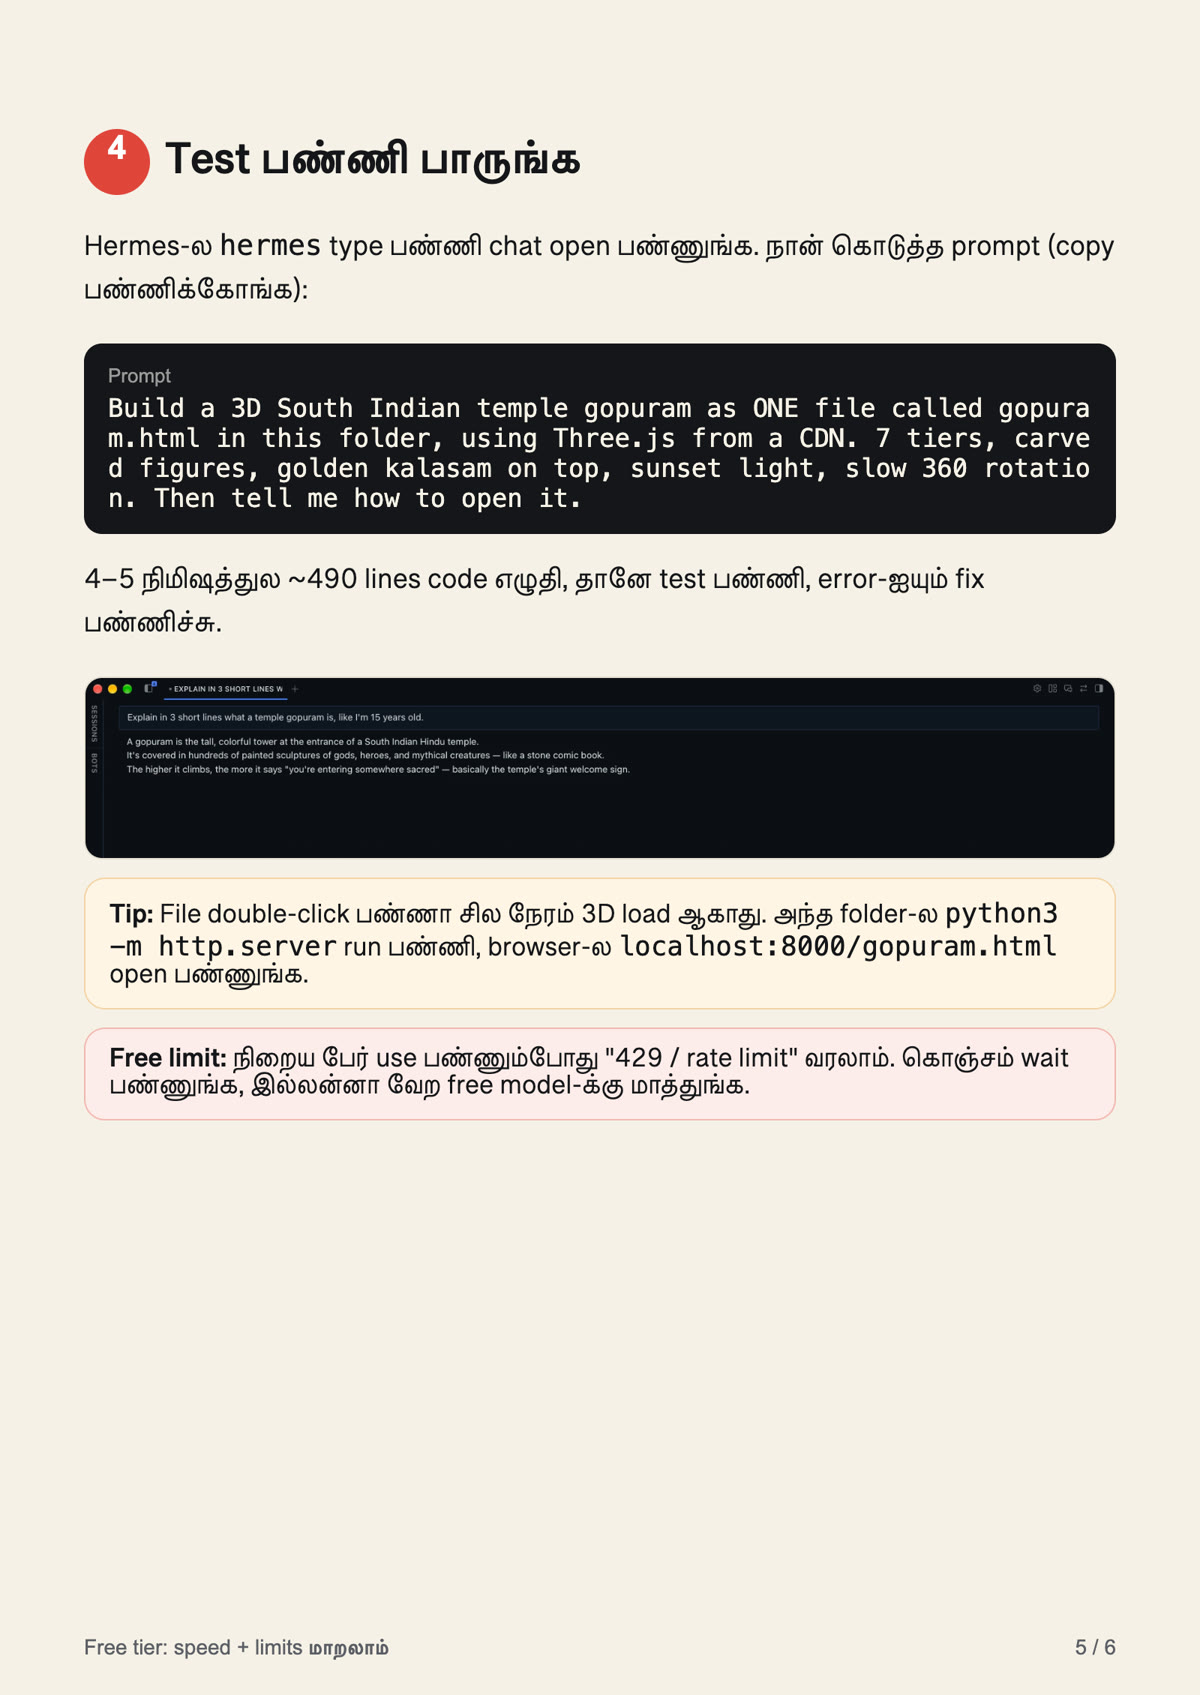 4
Test பண்ணி பாருங்க
Hermes-ல hermes type பண்ணி chat open பண்ணுங்க. நான் கொடுத்த prompt (copy
பண்ணிக்கோங்க):
Prompt
Build a 3D South Indian temple gopuram as ONE file called gopura
m.html in this folder, using Three.js from a CDN. 7 tiers, carve
d figures, golden kalasam on top, sunset light, slow 360 rotatio
n. Then tell me how to open it.
4–5 நிமிஷத்துல ~490 lines code எழுதி, தானே test பண்ணி, error-ஐயும் fix
பண்ணிச்சு.
EXPLAIN IN 3 SHORT LINES W
SESSIONS
BOTS
Explain in 3 short lines what a temple gopuram is, like I'm 15 years old.
A gopuram is the tall, colorful tower at the entrance of a South Indian Hindu temple.
It's covered in hundreds of painted sculptures of gods, heroes, and mythical creatures — like a stone comic book.
The higher it climbs, the more it says "you're entering somewhere sacred" — basically the temple's giant welcome sign.
Tip: File double-click பண்ணா சில நேரம் 3D load ஆகாது. அந்த folder-ல python3
-m http.server run பண்ணி, browser-ல localhost:8000/gopuram.html
open பண்ணுங்க.
Free limit: நிறைய பேர் use பண்ணும்போது "429 / rate limit" வரலாம். கொஞ்சம் wait
பண்ணுங்க, இல்லன்னா வேற free model-க்கு மாத்துங்க.
Free tier: speed + limits மாறலாம்
5 / 6